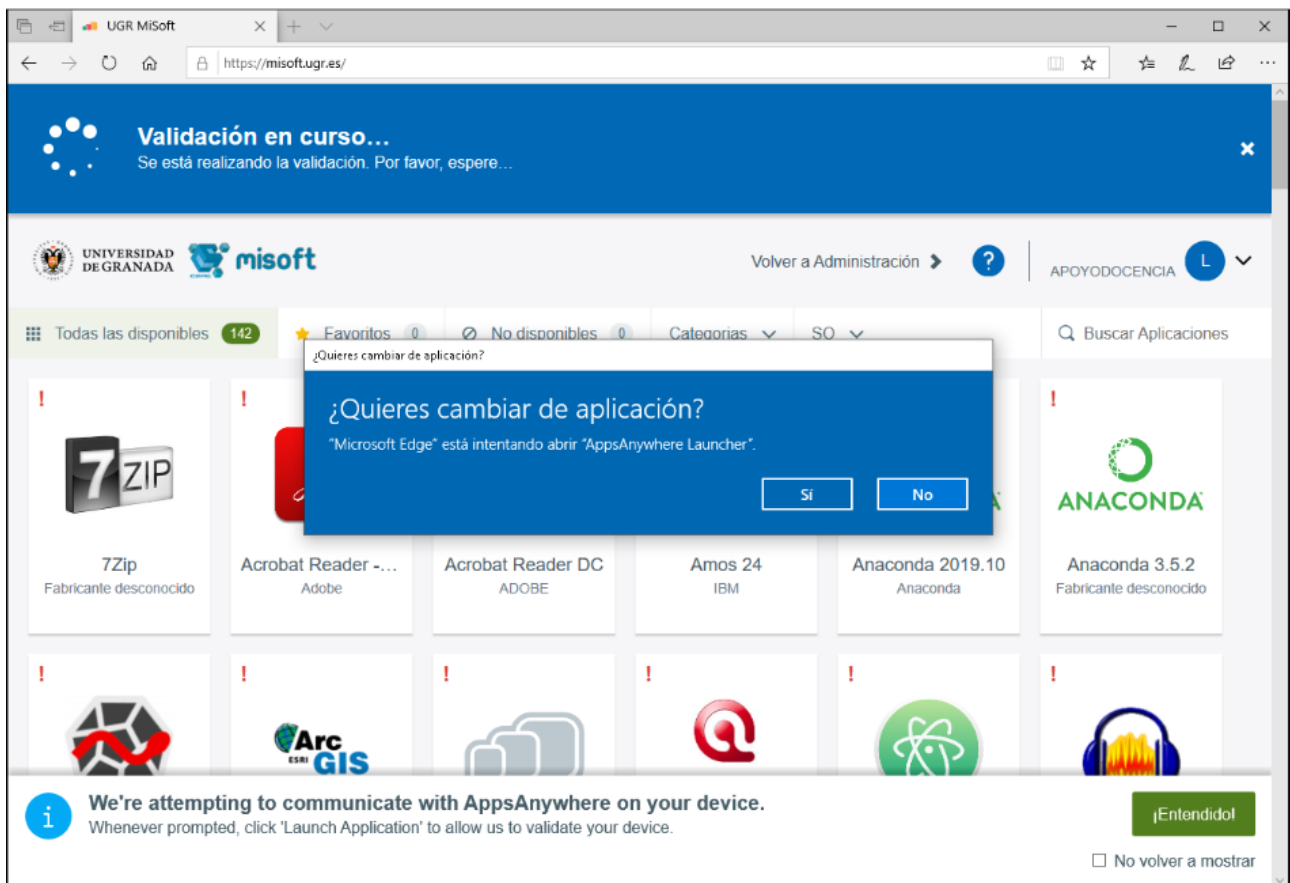 UGR MiSoft
https://misoft.ugr.es/
Validación en curso...
Se está realizando la validación. Por favor, espere...
UNIVERSIDAD
DE GRANADA
misoft
Volver a Administración
?
APOYODOCENCIA
L
Todas las disponibles 142
Favoritos 0
No disponibles 0
Categorias
SO
Buscar Aplicaciones
¿Quieres cambiar de aplicación?
¿Quieres cambiar de aplicación?
"Microsoft Edge" está intentando abrir "AppsAnywhere Launcher".
Sí
No
!
!
!
7ZIP
ANACONDA
7Zip
Fabricante desconocido
Acrobat Reader -...
Adobe
Acrobat Reader DC
ADOBE
Amos 24
IBM
Anaconda 2019.10
Anaconda
Anaconda 3.5.2
Fabricante desconocido
!
!
!
!
!
!
Arc
ESRI GIS
i
We're attempting to communicate with AppsAnywhere on your device.
Whenever prompted, click 'Launch Application' to allow us to validate your device.
¡Entendido!
No volver a mostrar